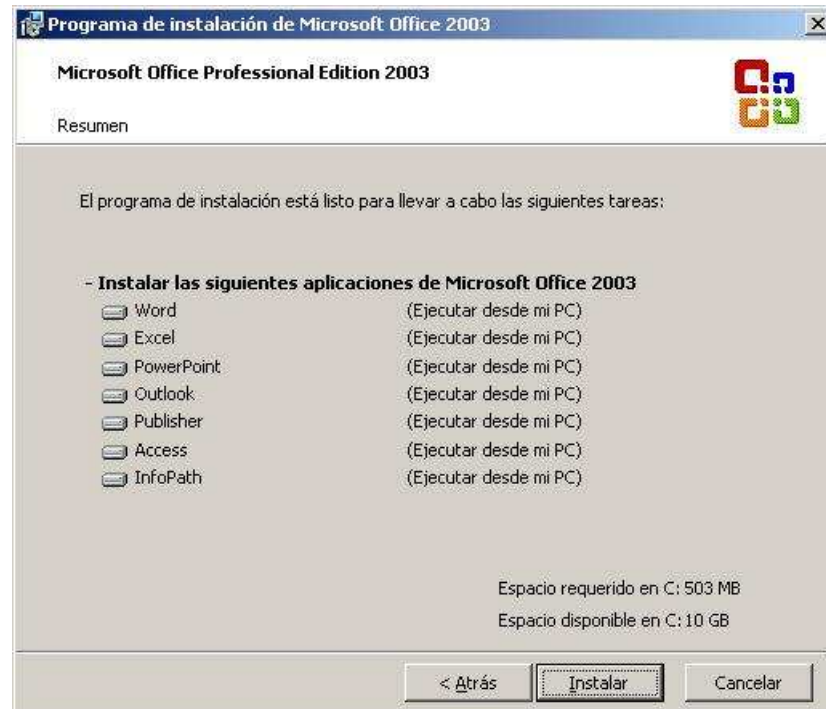 Programa de instalación de Microsoft Office 2003
Microsoft Office Professional Edition 2003
Resumen
El programa de instalación está listo para llevar a cabo las siguientes tareas:
- Instalar las siguientes aplicaciones de Microsoft Office 2003
Word (Ejecutar desde mi PC)
Excel (Ejecutar desde mi PC)
PowerPoint (Ejecutar desde mi PC)
Outlook (Ejecutar desde mi PC)
Publisher (Ejecutar desde mi PC)
Access (Ejecutar desde mi PC)
InfoPath (Ejecutar desde mi PC)
Espacio requerido en C: 503 MB
Espacio disponible en C: 10 GB
< Atrás Instalar Cancelar